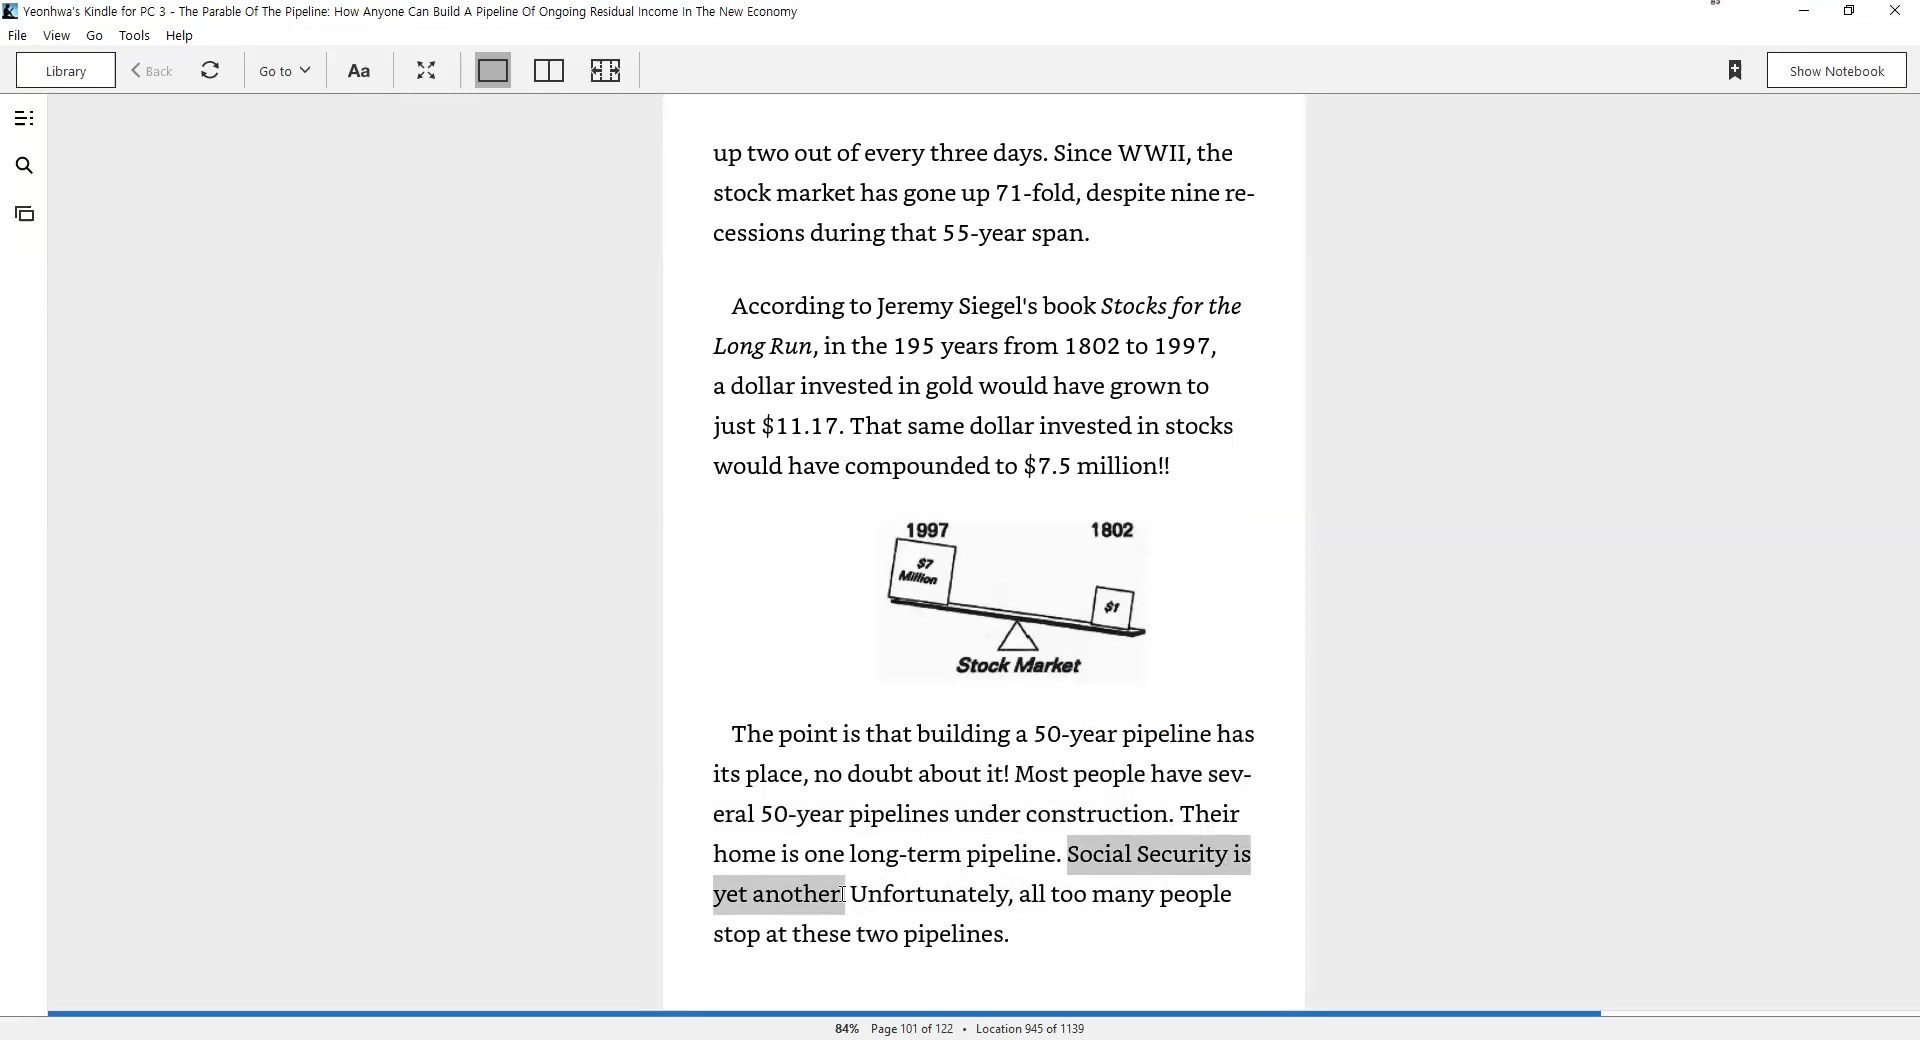 Yeonhwa's Kindle for PC 3 - The Parable Of The Pipeline: How Anyone Can Build A Pipeline Of Ongoing Residual Income In The New Economy
File View Go Tools Help
Library Back Go to Aa Show Notebook
up two out of every three days. Since WWII, the
stock market has gone up 71-fold, despite nine re-
cessions during that 55-year span.
According to Jeremy Siegel's book Stocks for the
Long Run, in the 195 years from 1802 to 1997,
a dollar invested in gold would have grown to
just $11.17. That same dollar invested in stocks
would have compounded to $7.5 million!!
1997 1802
$7
Million
$1
Stock Market
The point is that building a 50-year pipeline has
its place, no doubt about it! Most people have sev-
eral 50-year pipelines under construction. Their
home is one long-term pipeline. Social Security is
yet another. Unfortunately, all too many people
stop at these two pipelines.
84% Page 101 of 122 • Location 945 of 1139